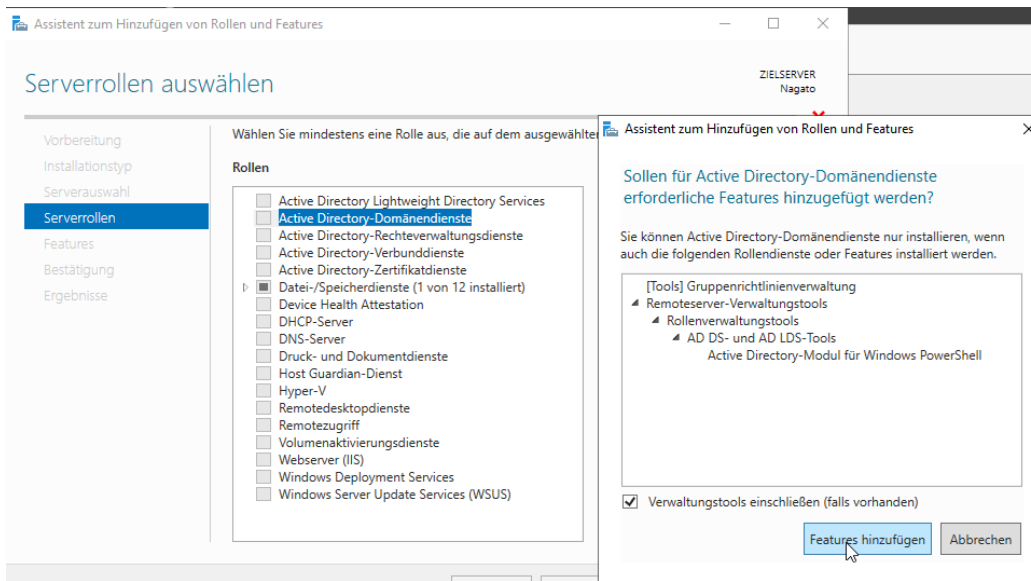 Assistent zum Hinzufügen von Rollen und Features
Serverrollen auswählen
ZIELSERVER
Nagato
Vorbereitung
Installationstyp
Serverauswahl
Serverrollen
Features
Bestätigung
Ergebnisse
Wählen Sie mindestens eine Rolle aus, die auf dem ausgewählten
Rollen
Active Directory Lightweight Directory Services
Active Directory-Domänendienste
Active Directory-Rechteverwaltungsdienste
Active Directory-Verbunddienste
Active Directory-Zertifikatdienste
Datei-/Speicherdienste (1 von 12 installiert)
Device Health Attestation
DHCP-Server
DNS-Server
Druck- und Dokumentdienste
Host Guardian-Dienst
Hyper-V
Remotedesktopdienste
Remotezugriff
Volumenaktivierungsdienste
Webserver (IIS)
Windows Deployment Services
Windows Server Update Services (WSUS)
Assistent zum Hinzufügen von Rollen und Features
Sollen für Active Directory-Domänendienste
erforderliche Features hinzugefügt werden?
Sie können Active Directory-Domänendienste nur installieren, wenn
auch die folgenden Rollendienste oder Features installiert werden.
[Tools] Gruppenrichtlinienverwaltung
Remoteserver-Verwaltungstools
Rollenverwaltungstools
AD DS- und AD LDS-Tools
Active Directory-Modul für Windows PowerShell
Verwaltungstools einschließen (falls vorhanden)
Features hinzufügen
Abbrechen